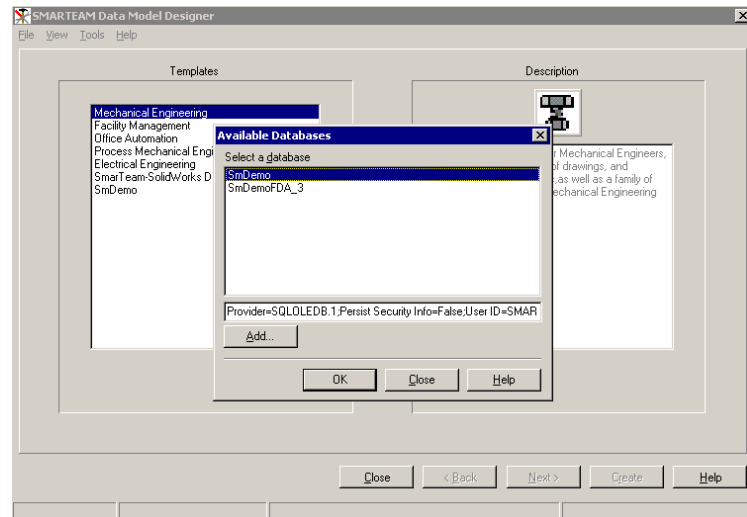 SMARTEAM Data Model Designer
File View Tools Help
Templates
Description
Mechanical Engineering
Facility Management
Office Automation
Process Mechanical Engi
Electrical Engineering
SmarTeam-SolidWorks D
SmDemo
r Mechanical Engineers,
of drawings, and
,as well as a family of
echanical Engineering
Available Databases
Select a database
SmDemo
SmDemoFDA_3
Provider=SQLOLEDB.1;Persist Security Info=False;User ID=SMAR
Add...
OK Close Help
Close < Back Next > Create Help